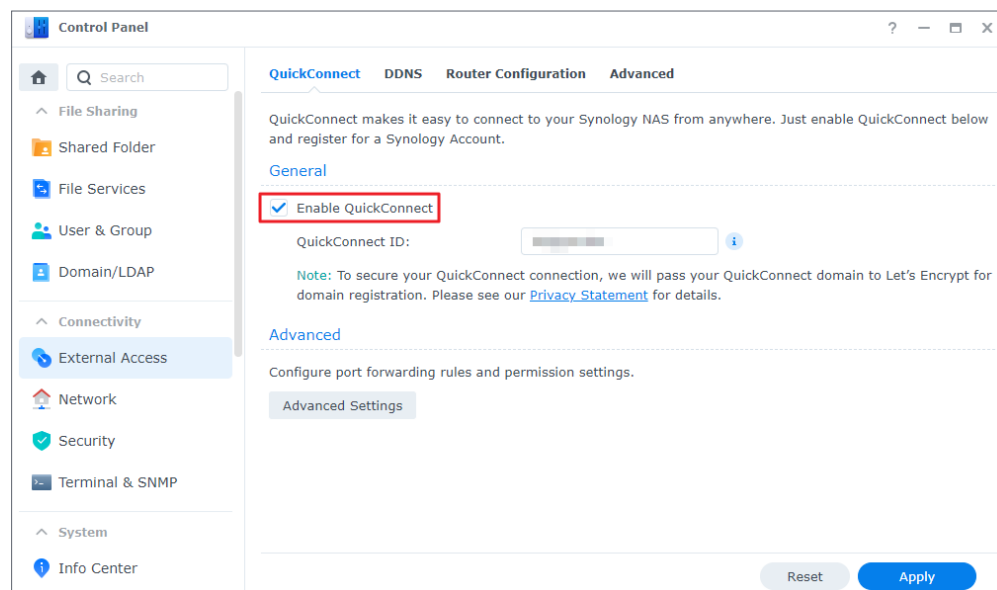 Control Panel
?
Search
File Sharing
Shared Folder
File Services
User & Group
Domain/LDAP
Connectivity
External Access
Network
Security
Terminal & SNMP
System
Info Center
QuickConnect DDNS Router Configuration Advanced
QuickConnect makes it easy to connect to your Synology NAS from anywhere. Just enable QuickConnect below
and register for a Synology Account.
General
Enable QuickConnect
QuickConnect ID:
i
Note: To secure your QuickConnect connection, we will pass your QuickConnect domain to Let's Encrypt for
domain registration. Please see our Privacy Statement for details.
Advanced
Configure port forwarding rules and permission settings.
Advanced Settings
Reset Apply